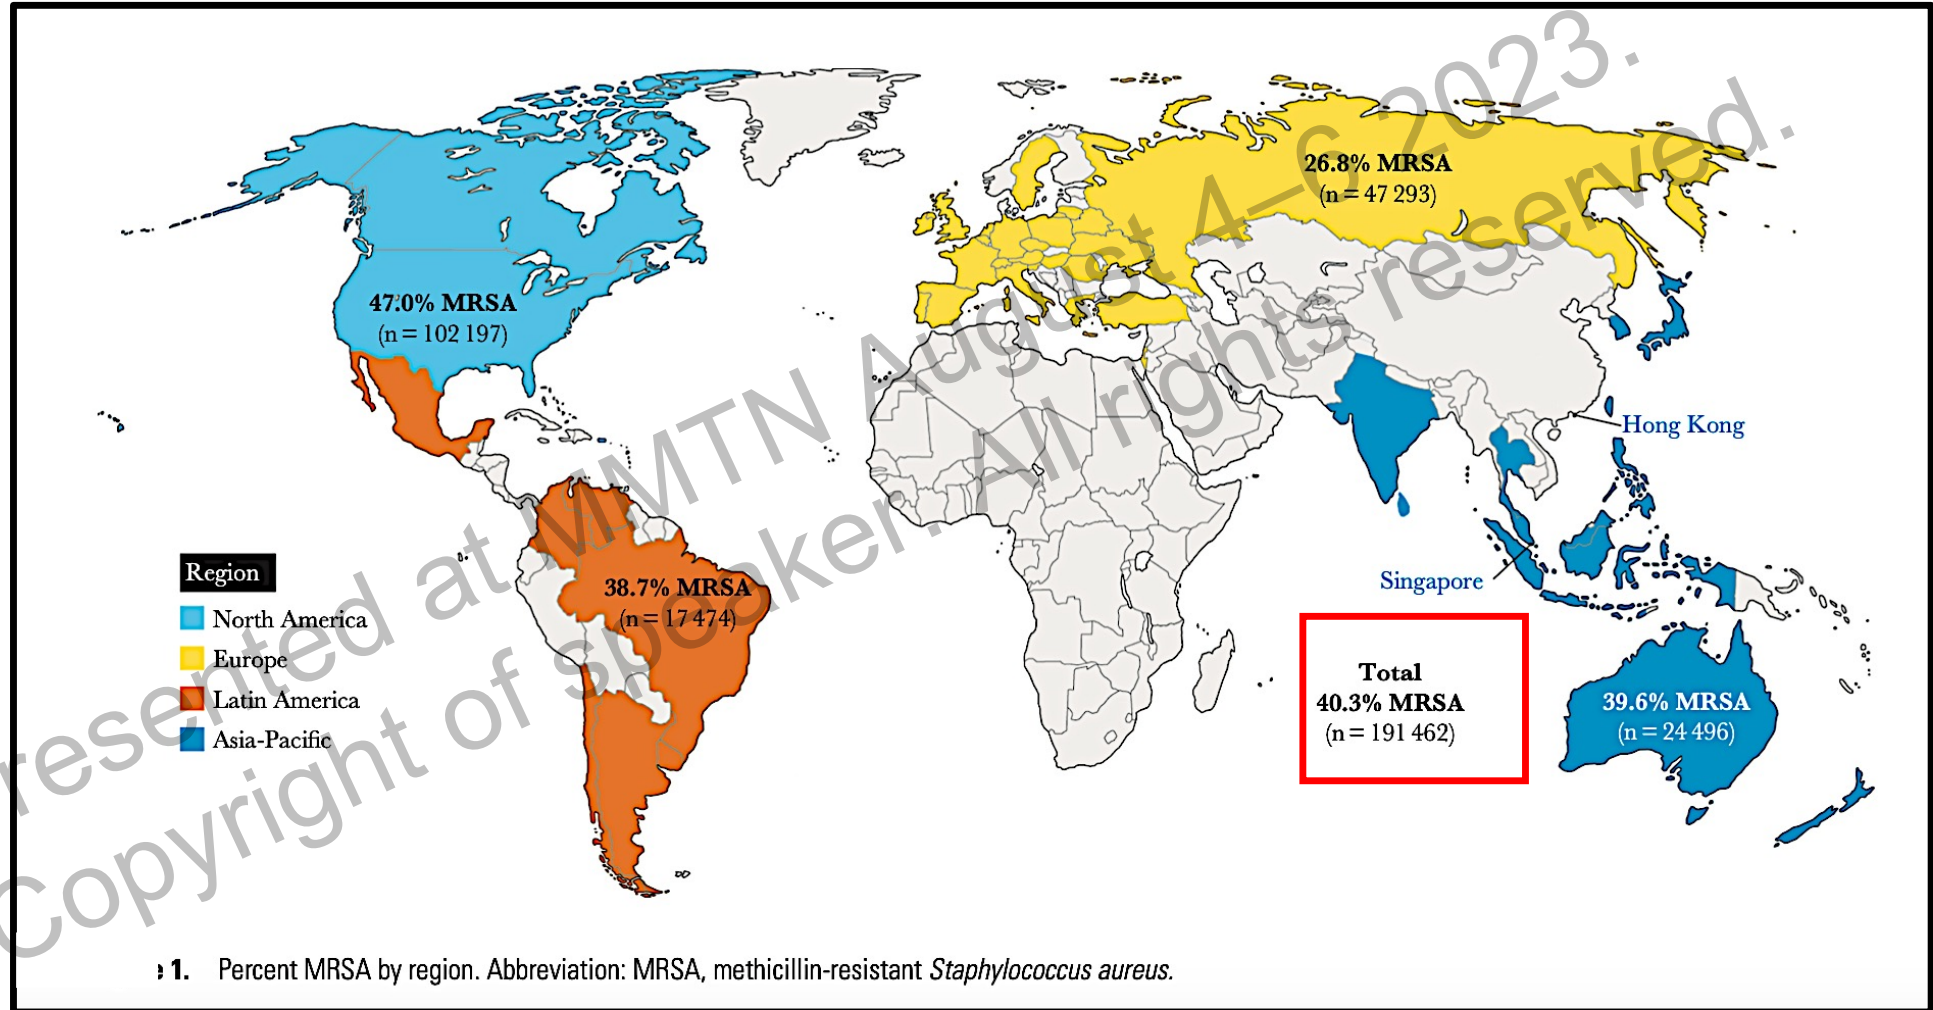 47.0% MRSA
(n = 102 197)
26.8% MRSA
(n = 47 293)
Hong Kong
Singapore
38.7% MRSA
(n = 17 474)
Region
North America
Europe
Latin America
Asia-Pacific
Total
40.3% MRSA
(n = 191 462)
39.6% MRSA
(n = 24 496)
1. Percent MRSA by region. Abbreviation: MRSA, methicillin-resistant Staphylococcus aureus.
resented at MMTN August 4–6 2023.
Copyright of speaker. All rights reserved.